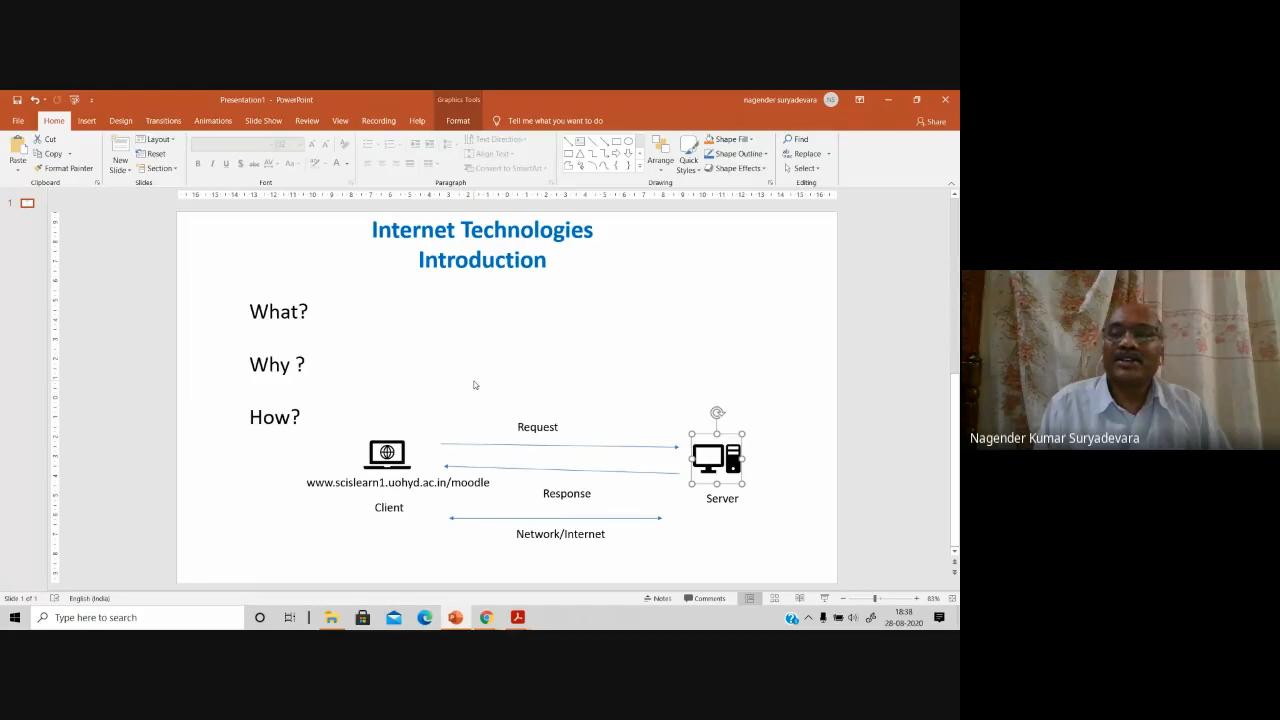 Presentation1 - PowerPoint
Graphics Tools
nagender suryadevara
NS
File Home Insert Design Transitions Animations Slide Show Review View Recording Help Format Tell me what you want to do
Share
Paste
Cut
Copy
Format Painter
Clipboard
New
Slide
Layout
Reset
Section
Slides
Font
Text Direction
Align Text
Convert to SmartArt
Paragraph
Arrange
Quick
Styles
Shape Fill
Shape Outline
Shape Effects
Drawing
Find
Replace
Select
Editing
1
Internet Technologies
Introduction
What?
Why ?
How?
Request
www.scislearn1.uohyd.ac.in/moodle
Response
Server
Client
Network/Internet
Nagender Kumar Suryadevara
Slide 1 of 1
English (India)
Notes
Comments
83%
Type here to search
18:38
28-08-2020